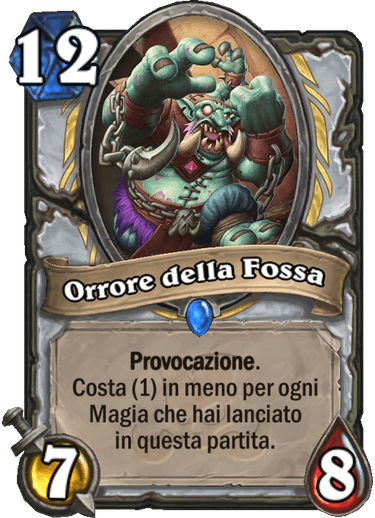 12
Orrore della Fossa
Provocazione.
Costa (1) in meno per ogni
Magia che hai lanciato
in questa partita.
7
8